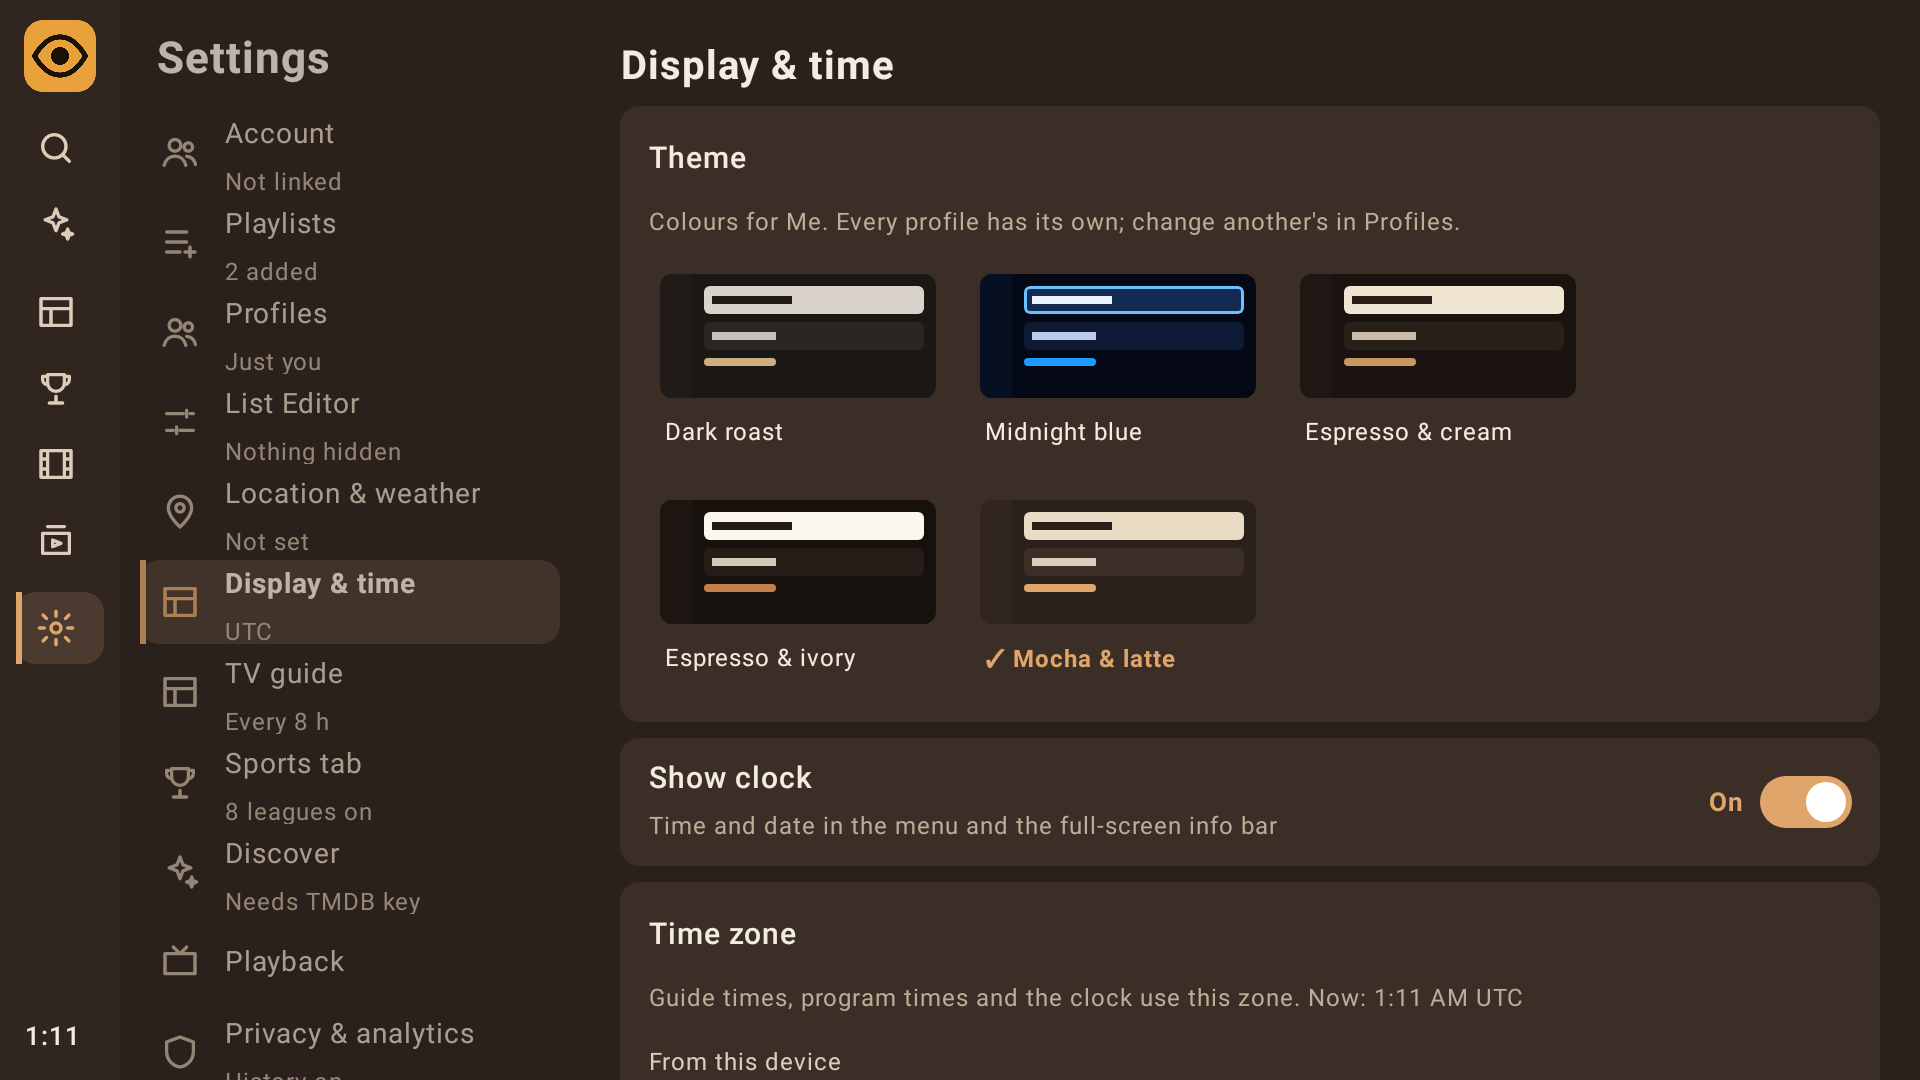 Settings
Account
Not linked
Playlists
2 added
Profiles
Just you
List Editor
Nothing hidden
Location & weather
Not set
Display & time
UTC
TV guide
Every 8 h
Sports tab
8 leagues on
Discover
Needs TMDB key
Playback
Privacy & analytics
History on
1:11
Display & time
Theme
Colours for Me. Every profile has its own; change another's in Profiles.
Dark roast
Midnight blue
Espresso & cream
Espresso & ivory
✓ Mocha & latte
Show clock
Time and date in the menu and the full-screen info bar
On
Time zone
Guide times, program times and the clock use this zone. Now: 1:11 AM UTC
From this device